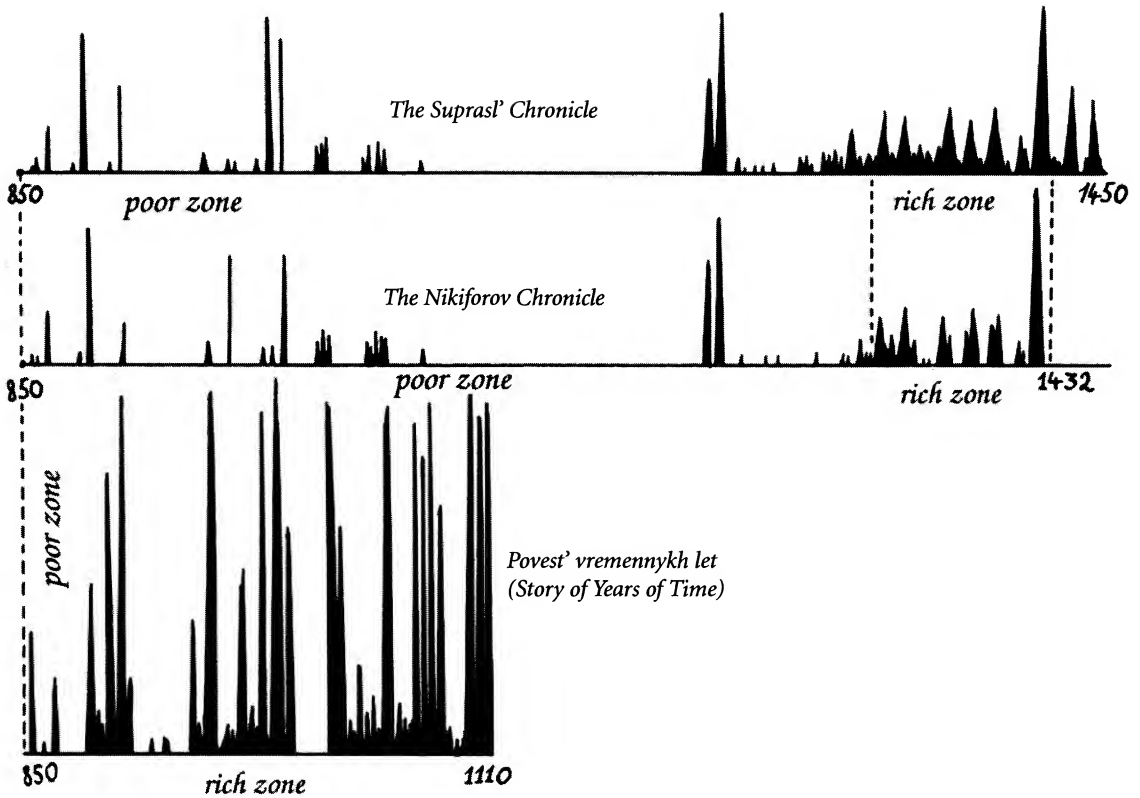 The Suprasl' Chronicle
850
poor zone
rich zone
1450
The Nikiforov Chronicle
850
poor zone
rich zone
1432
poor zone
Povest' vremennykh let
(Story of Years of Time)
850
rich zone
1110